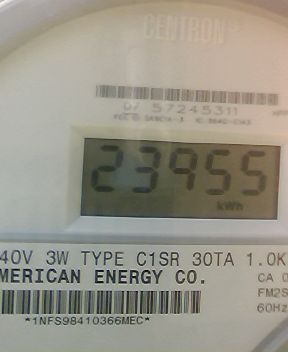 CENTRON
07 57245311
23955
kWh
40V 3W TYPE C1SR 30TA 1.0K
MERICAN ENERGY CO.
CA 0
FM2S
60Hz
*1NFS98410366MEC*